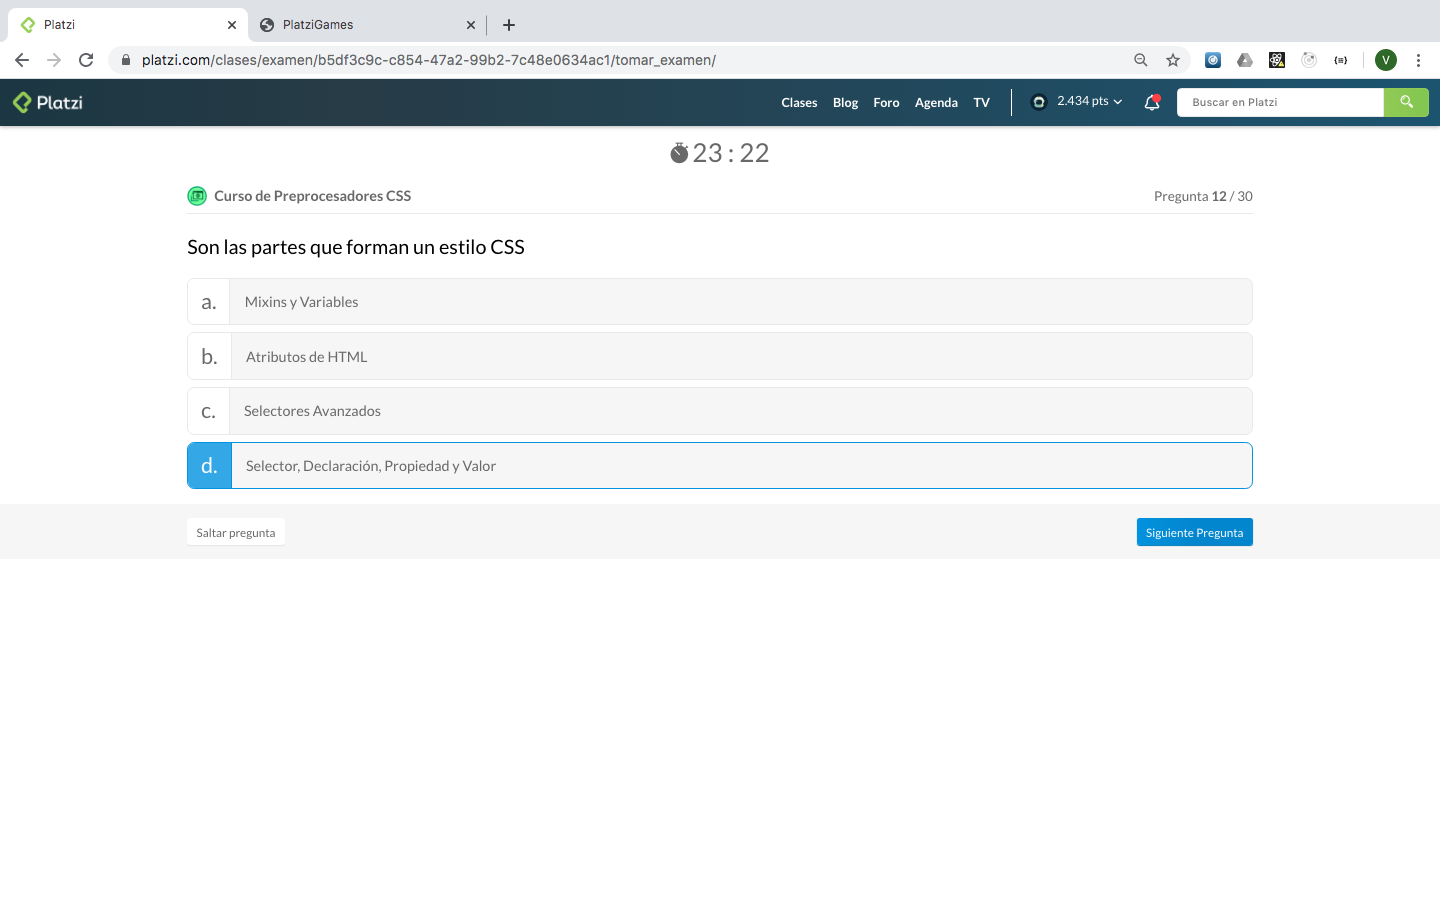 Platzi
PlatziGames
platzi.com/clases/examen/b5df3c9c-c854-47a2-99b2-7c48e0634ac1/tomar_examen/
V
Platzi
Clases Blog Foro Agenda TV
2.434 pts
Buscar en Platzi
23 : 22
Curso de Preprocesadores CSS
Pregunta 12 / 30
Son las partes que forman un estilo CSS
a. Mixins y Variables
b. Atributos de HTML
c. Selectores Avanzados
d. Selector, Declaración, Propiedad y Valor
Saltar pregunta
Siguiente Pregunta